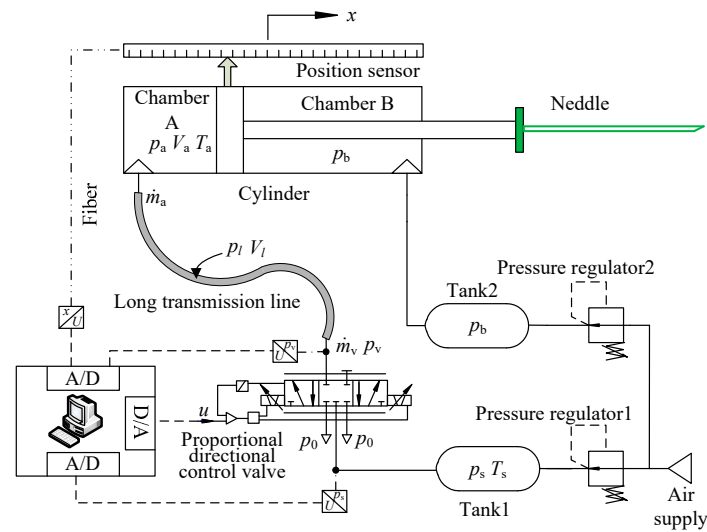 x
Position sensor
Chamber
A
Chamber B
Neddle
pa Va Ta
pb
Cylinder
ṁa
Fiber
pl Vl
Pressure regulator2
Long transmission line
Tank2
pb
x/U
ṁv pv
U/pv
A/D
D/A
u
Pressure regulator1
Proportional
directional
control valve
p0 p0
A/D
ps Ts
U/ps
Tank1
Air
supply